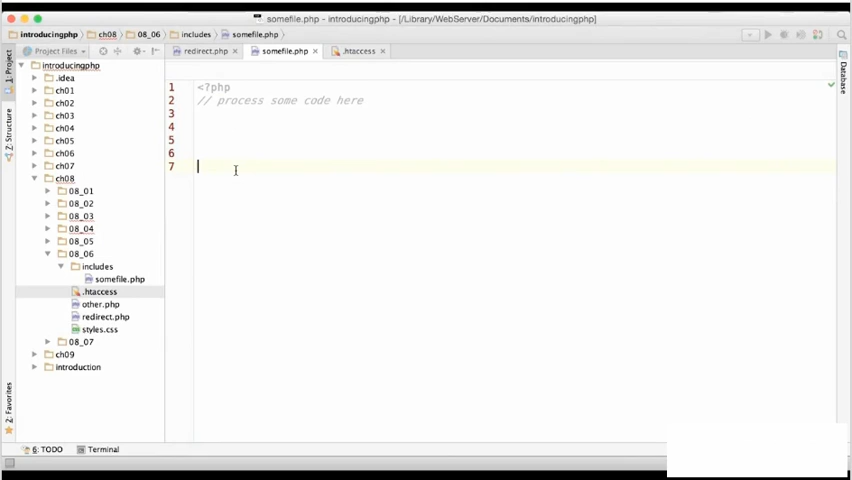 somefile.php - introducingphp - [/Library/WebServer/Documents/introducingphp]
introducingphp
ch08
08_06
includes
somefile.php
Project Files
redirect.php
somefile.php
.htaccess
1: Project
7: Structure
2: Favorites
Database
introducingphp
.idea
ch01
ch02
ch03
ch04
ch05
ch06
ch07
ch08
08_01
08_02
08_03
08_04
08_05
08_06
includes
somefile.php
.htaccess
other.php
redirect.php
styles.css
08_07
ch09
introduction
1 <?php
2 // process some code here
3
4
5
6
7
6: TODO
Terminal